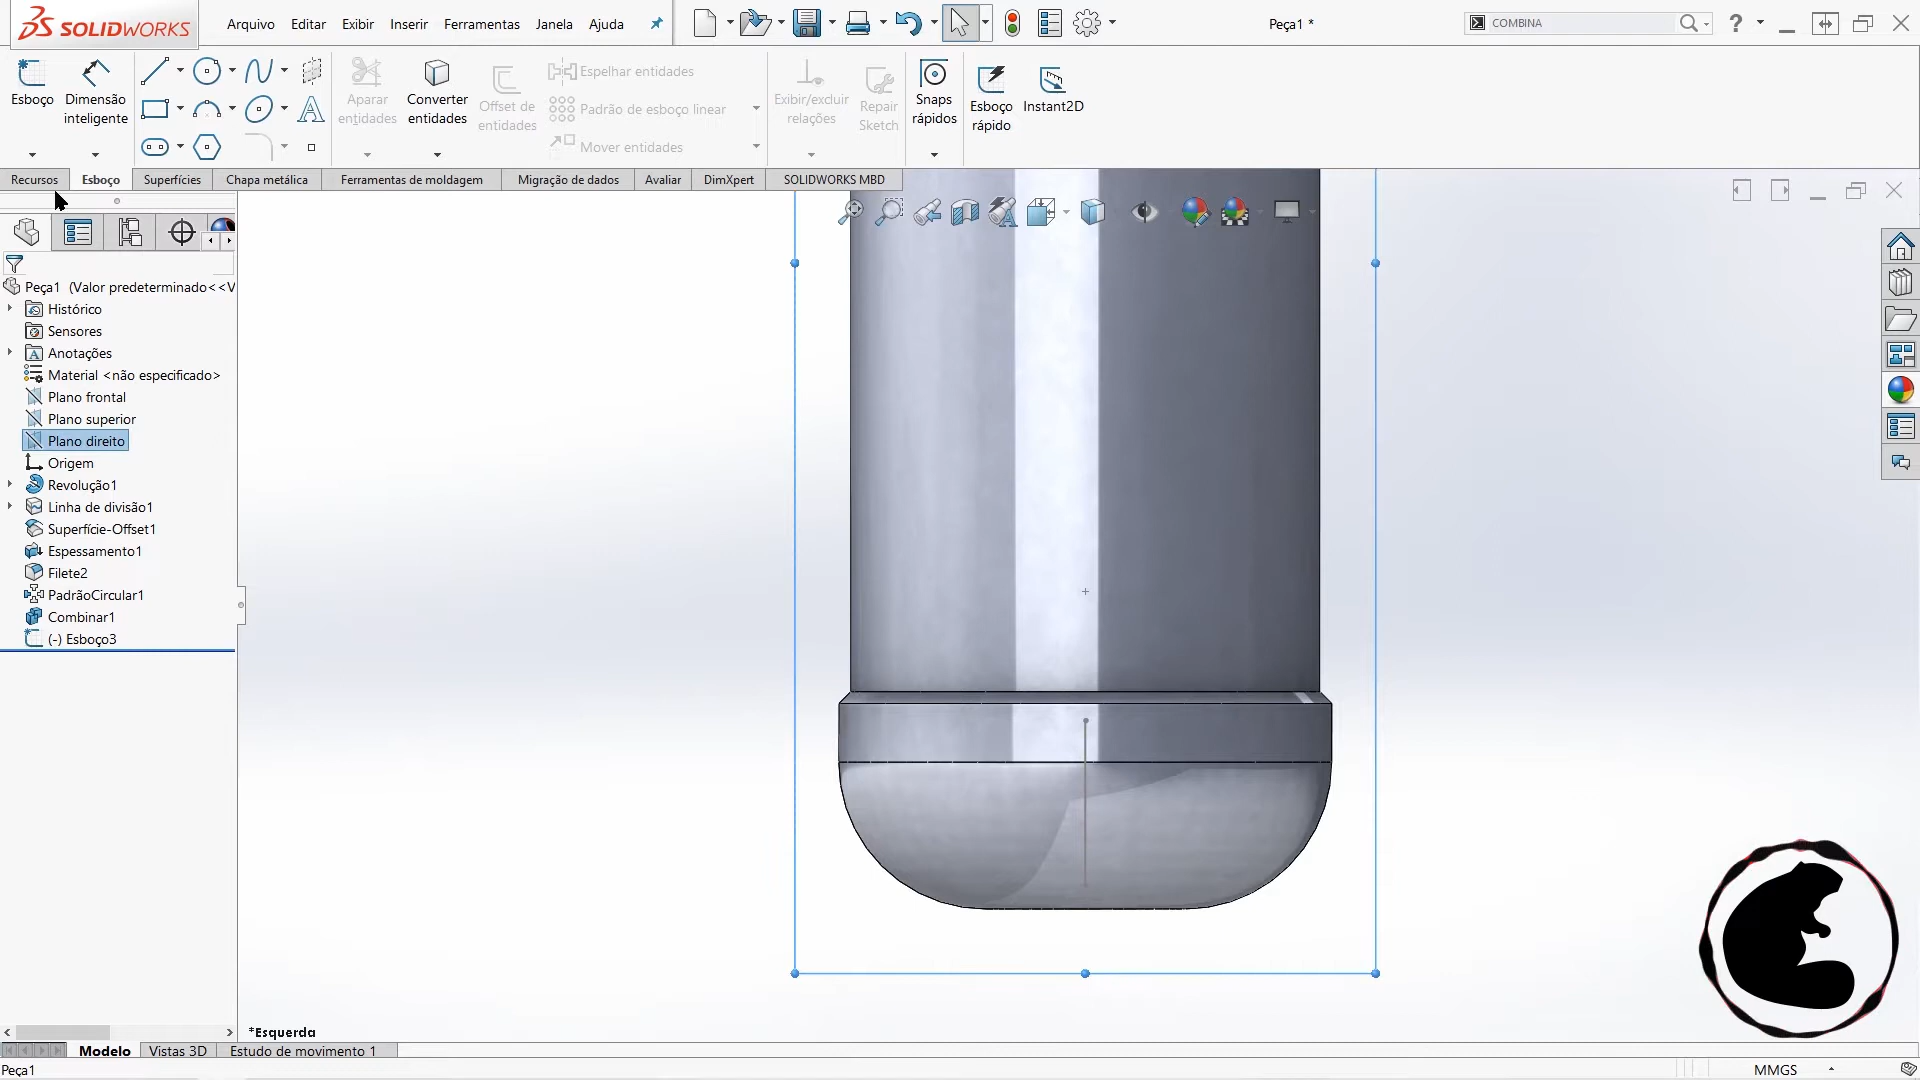 SOLIDWORKS
Arquivo Editar Exibir Inserir Ferramentas Janela Ajuda
Peça1 *
COMBINA
Esboço
Dimensão inteligente
Aparar entidades
Converter entidades
Offset de entidades
Espelhar entidades
Padrão de esboço linear
Mover entidades
Exibir/excluir relações
Repair Sketch
Snaps rápidos
Esboço rápido
Instant2D
Recursos Esboço Superfícies Chapa metálica Ferramentas de moldagem Migração de dados Avaliar DimXpert SOLIDWORKS MBD
Peça1 (Valor predeterminado<<V
Histórico
Sensores
Anotações
Material <não especificado>
Plano frontal
Plano superior
Plano direito
Origem
Revolução1
Linha de divisão1
Superfície-Offset1
Espessamento1
Filete2
PadrãoCircular1
Combinar1
(-) Esboço3
*Esquerda
Modelo Vistas 3D Estudo de movimento 1
Peça1
MMGS